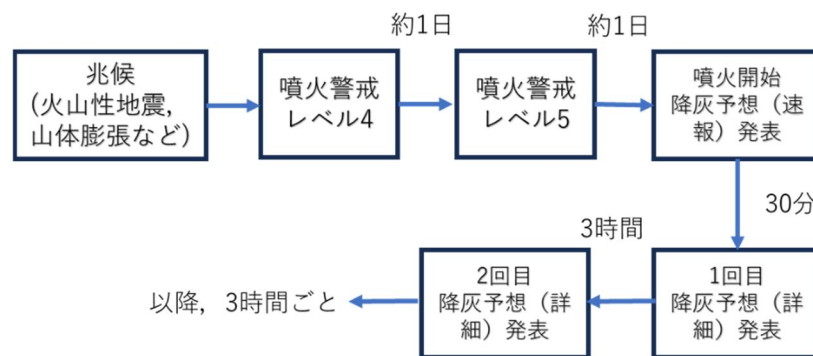 兆候
(火山性地震,
山体膨張など)
約1日
噴火警戒
レベル4
約1日
噴火警戒
レベル5
噴火開始
降灰予想（速
報）発表
30分
1回目
降灰予想（詳
細）発表
3時間
2回目
降灰予想（詳
細）発表
以降，3時間ごと